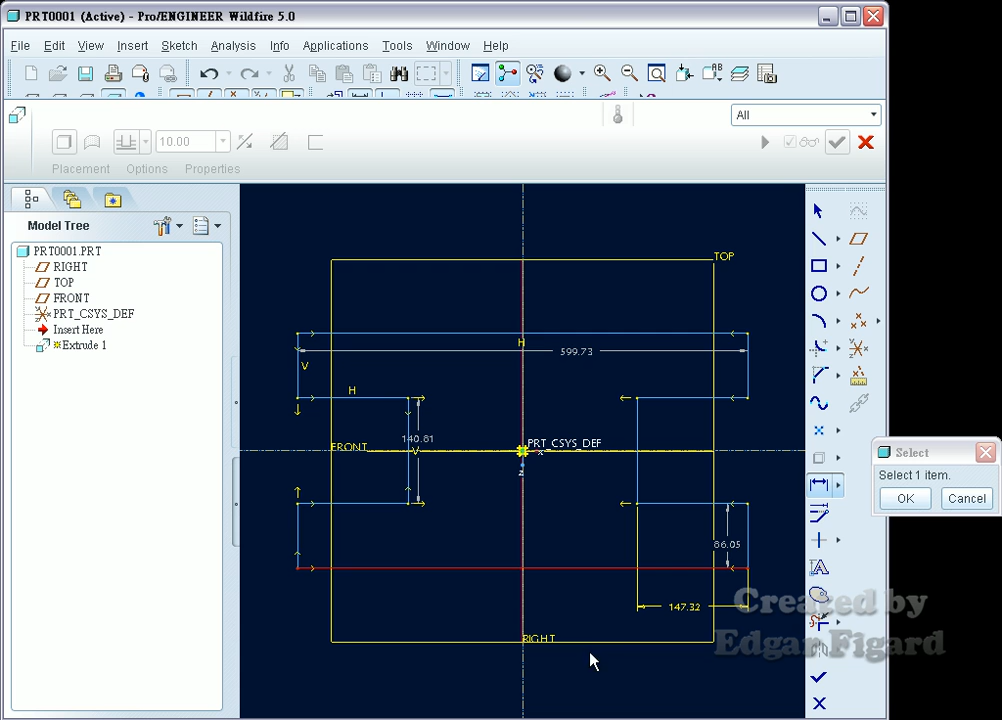 PRT0001 (Active) - Pro/ENGINEER Wildfire 5.0
File Edit View Insert Sketch Analysis Info Applications Tools Window Help
All
10.00
Placement Options Properties
Model Tree
PRT0001.PRT
RIGHT
TOP
FRONT
PRT_CSYS_DEF
Insert Here
Extrude 1
TOP
H
599.73
V
H
140.81
FRONT
V
PRT_CSYS_DEF
x
z
86.05
147.32
RIGHT
Select
Select 1 item.
OK Cancel
Created by
Edgar Figard